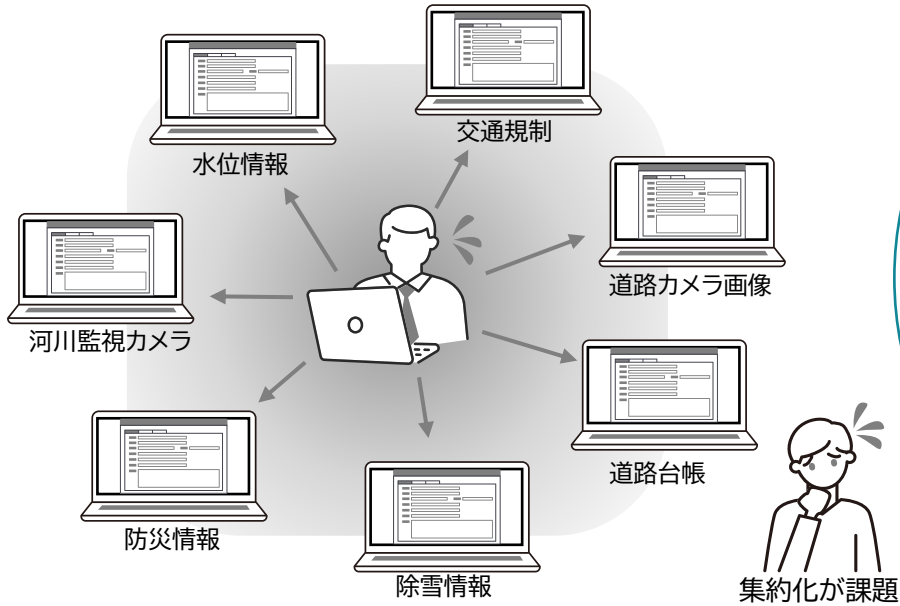 交通規制
水位情報
道路カメラ画像
河川監視カメラ
道路台帳
防災情報
除雪情報
集約化が課題